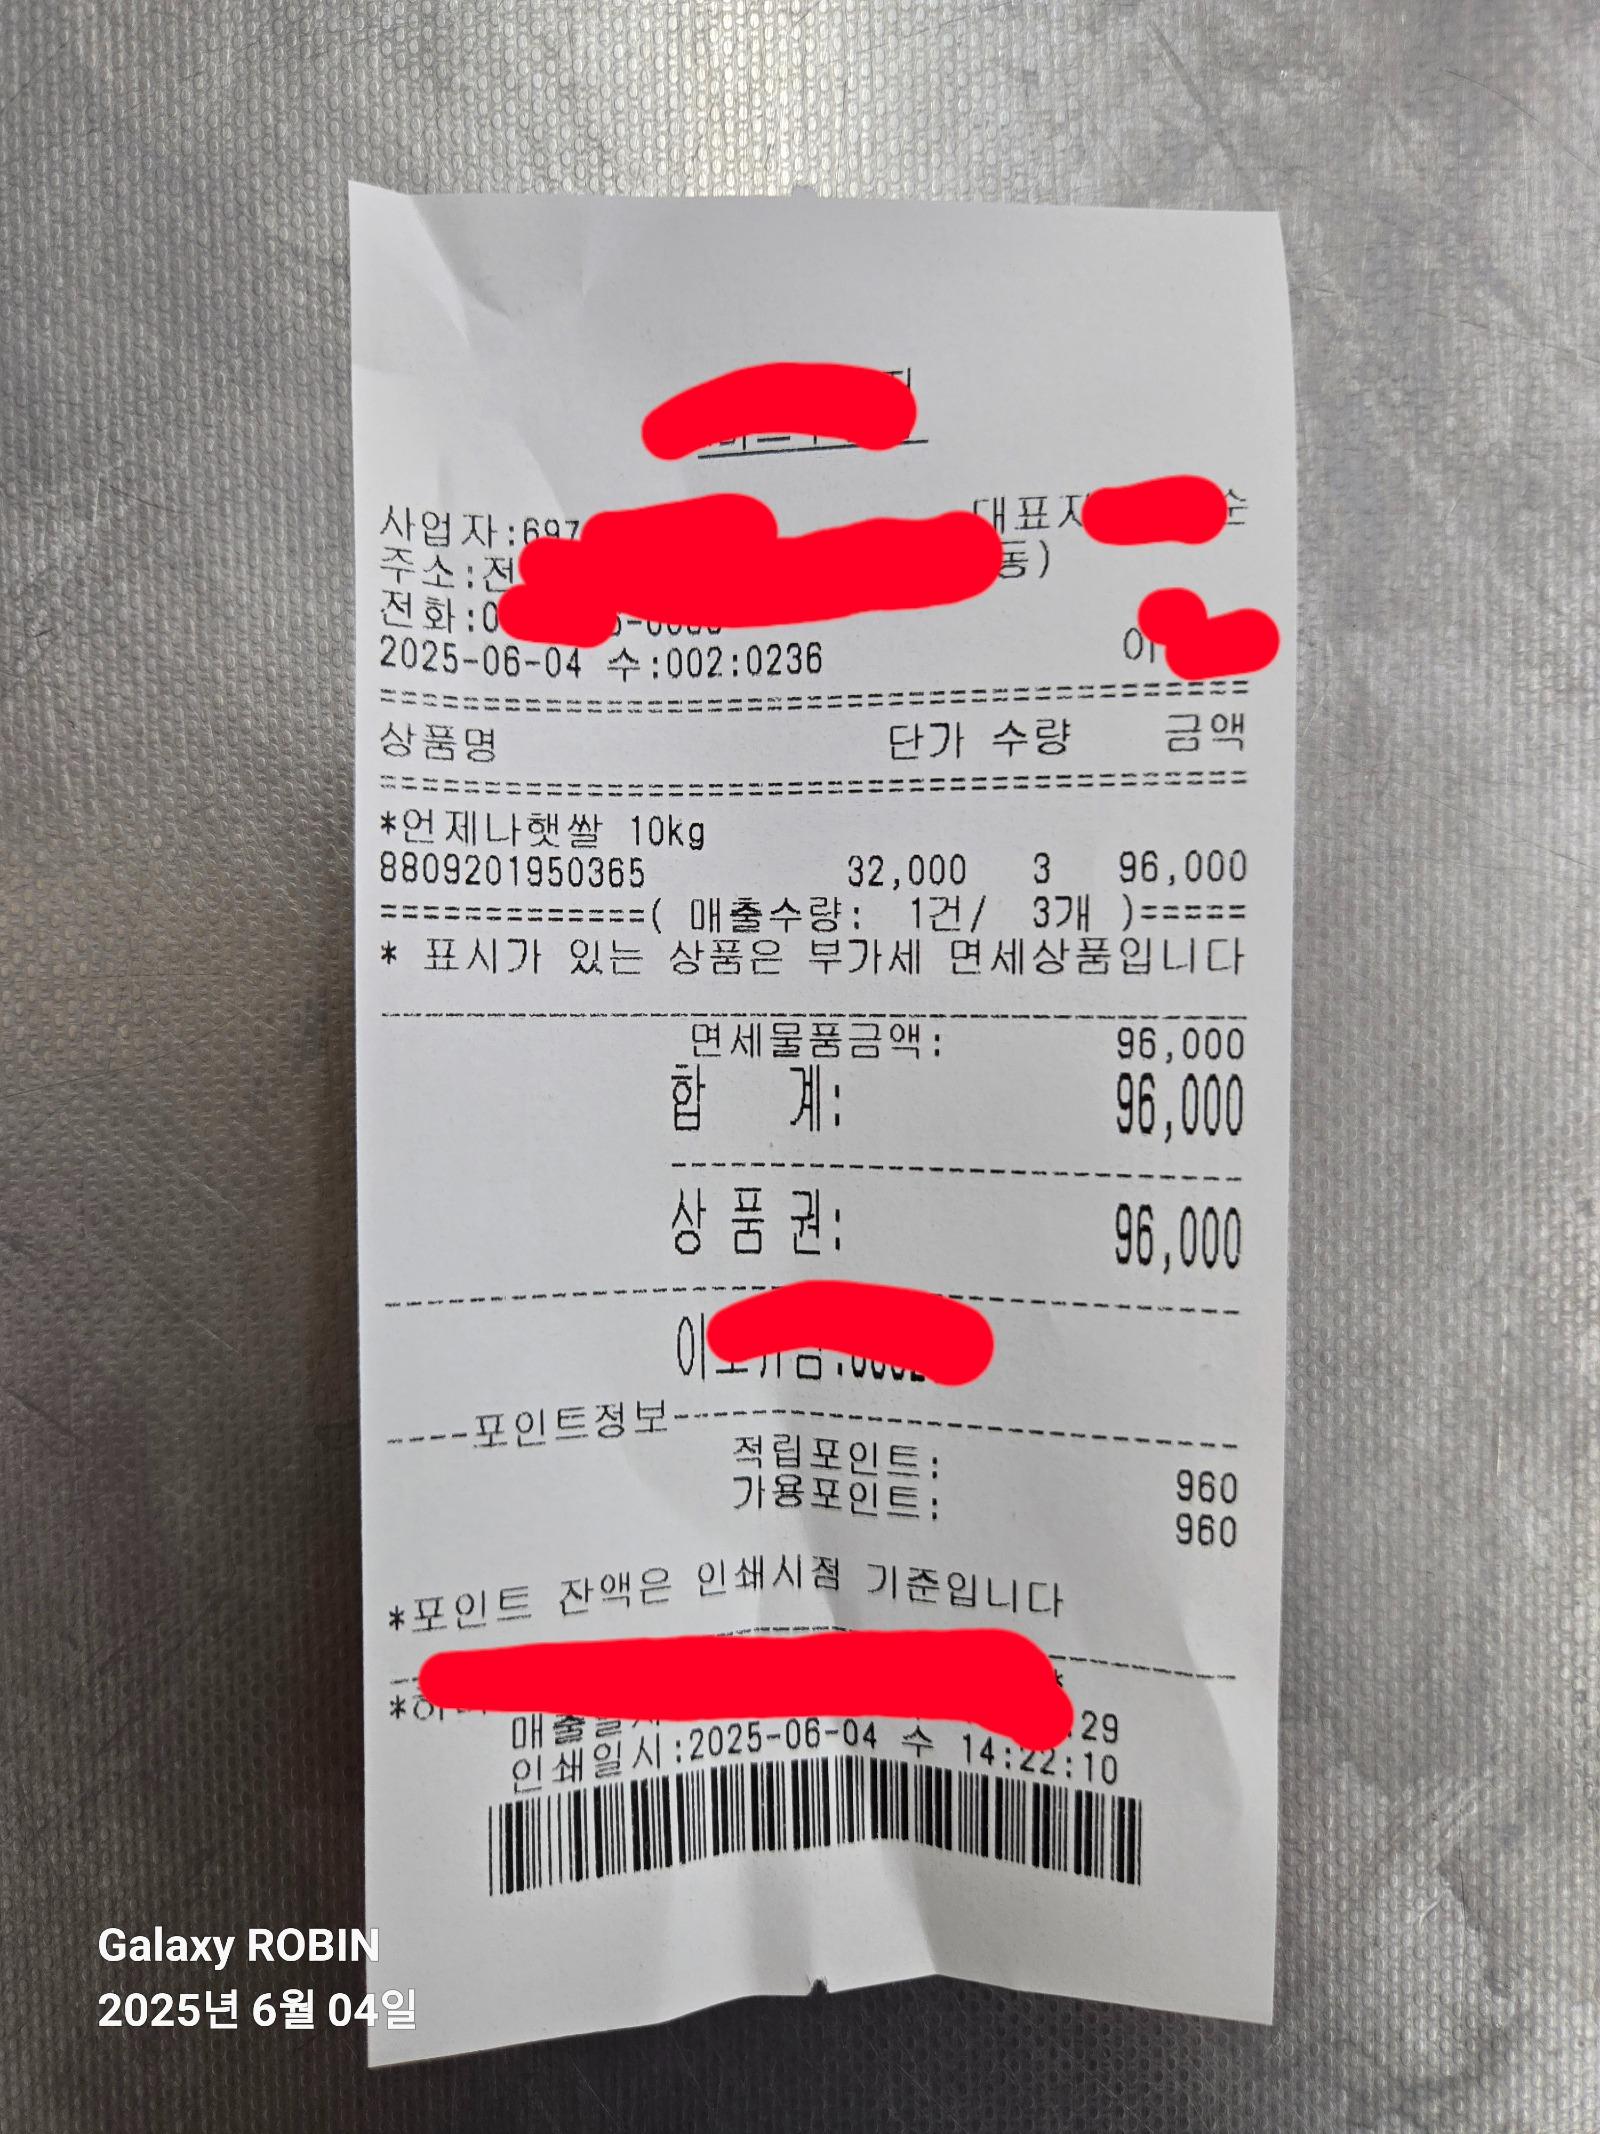 사업자:697
대표자
주소:전
동)
전화:0
2025-06-04 수:002:0236
이
===========================================
상품명 단가 수량 금액
===========================================
*언제나햇쌀 10kg
8809201950365 32,000 3 96,000
=============( 매출수량: 1건/ 3개 )=====
* 표시가 있는 상품은 부가세 면세상품입니다
면세물품금액: 96,000
합 계: 96,000
상 품 권: 96,000
이
----포인트정보----
적립포인트: 960
가용포인트: 960
*포인트 잔액은 인쇄시점 기준입니다
29
인쇄일시:2025-06-04 수 14:22:10
Galaxy ROBIN
2025년 6월 04일